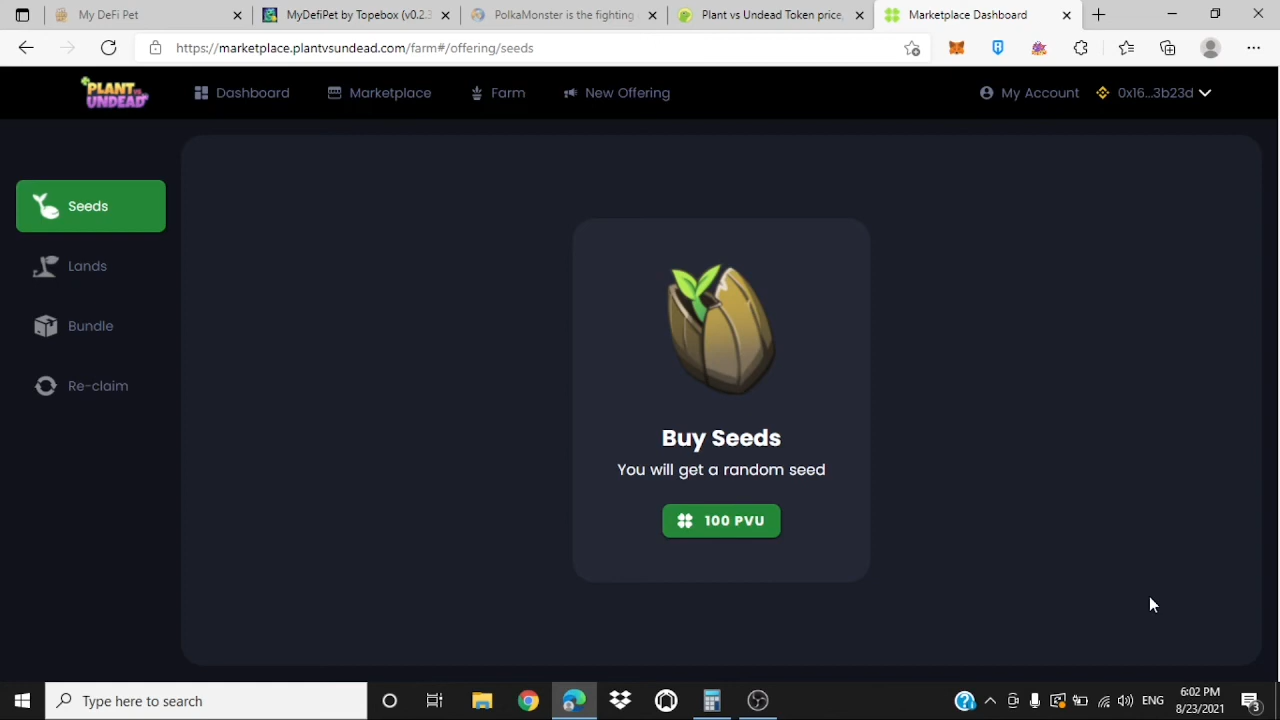 My DeFi Pet
MyDefiPet by Topebox (v0.2.3
PolkaMonster is the fighting
Plant vs Undead Token price,
Marketplace Dashboard
https://marketplace.plantvsundead.com/farm#/offering/seeds
PLANT VS UNDEAD
Dashboard
Marketplace
Farm
New Offering
My Account
0x16...3b23d
Seeds
Lands
Bundle
Re-claim
Buy Seeds
You will get a random seed
100 PVU
Type here to search
ENG
6:02 PM
8/23/2021
3